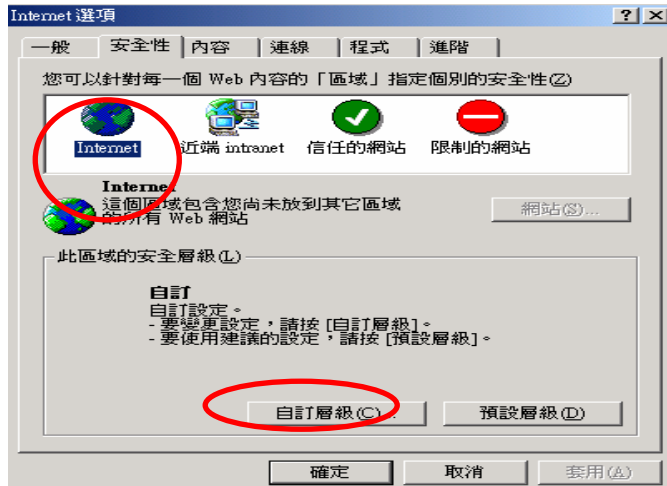 Internet 選項
? ×
一般 安全性 內容 連線 程式 進階
您可以針對每一個 Web 內容的「區域」指定個別的安全性(Z)
Internet 近端 intranet 信任的網站 限制的網站
Internet
這個區域包含您尚未放到其它區域
的所有 Web 網站
網站(S)...
此區域的安全層級(L)
自訂
自訂設定。
- 要變更設定，請按 [自訂層級]。
- 要使用建議的設定，請按 [預設層級]。
自訂層級(C)... 預設層級(D)
確定 取消 套用(A)